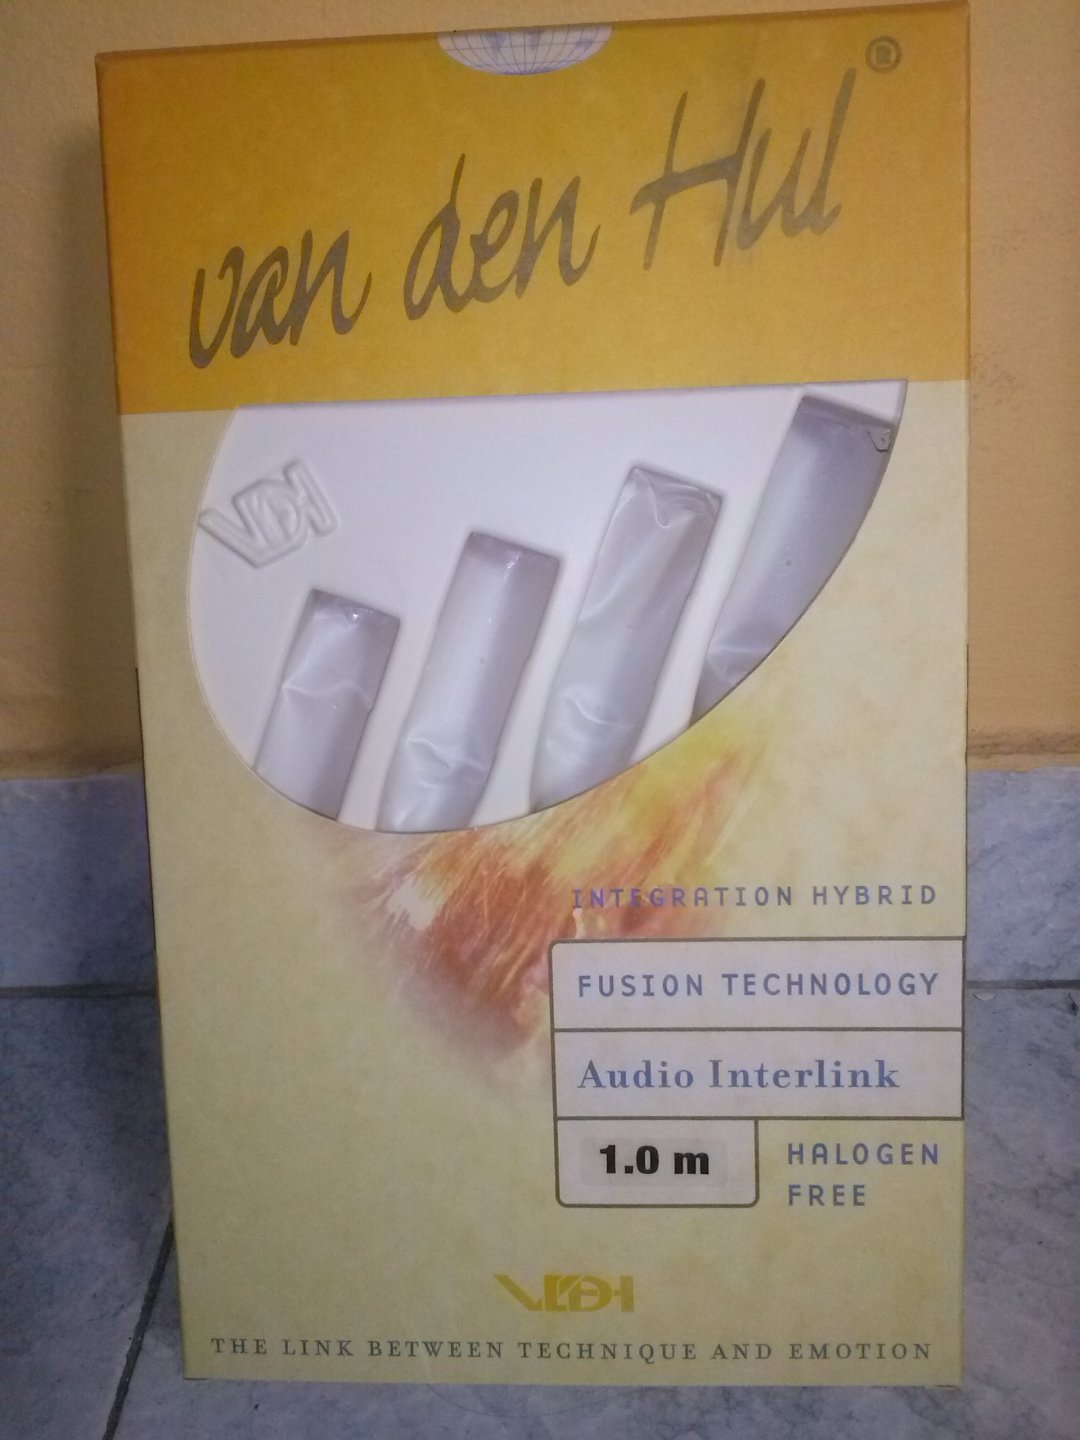 van den Hul®
VDH
INTEGRATION HYBRID
FUSION TECHNOLOGY
Audio Interlink
1.0 m
HALOGEN
FREE
VDH
THE LINK BETWEEN TECHNIQUE AND EMOTION